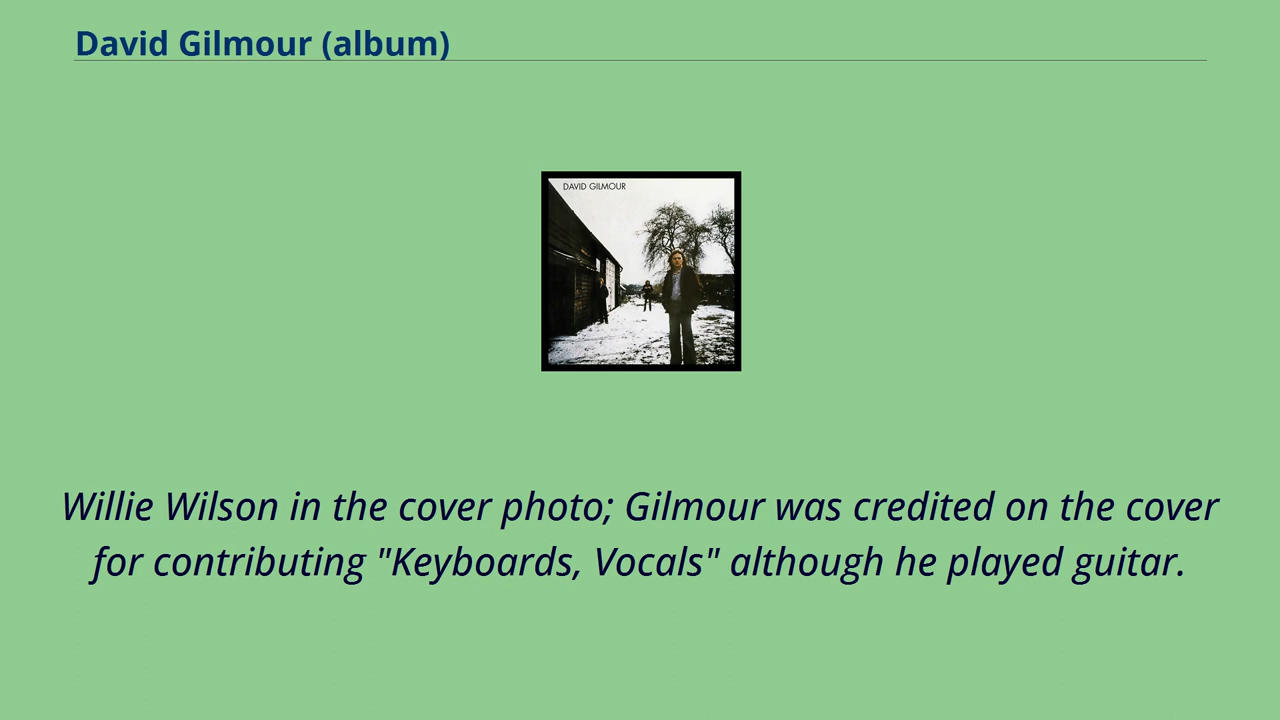 David Gilmour (album)
DAVID GILMOUR
Willie Wilson in the cover photo; Gilmour was credited on the cover
for contributing "Keyboards, Vocals" although he played guitar.